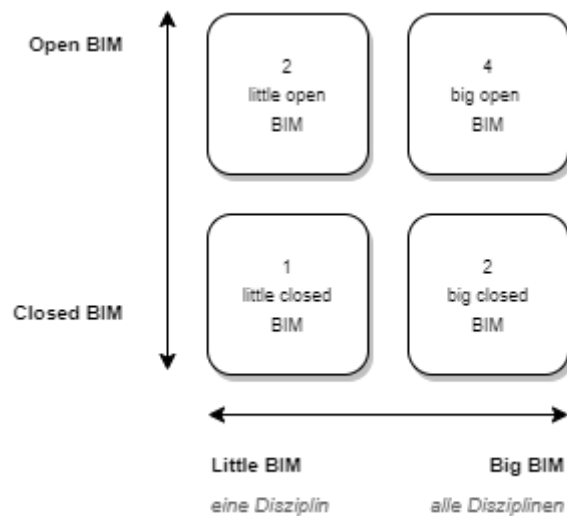 Open BIM
2
little open
BIM
4
big open
BIM
Closed BIM
1
little closed
BIM
2
big closed
BIM
Little BIM
Big BIM
eine Disziplin
alle Disziplinen